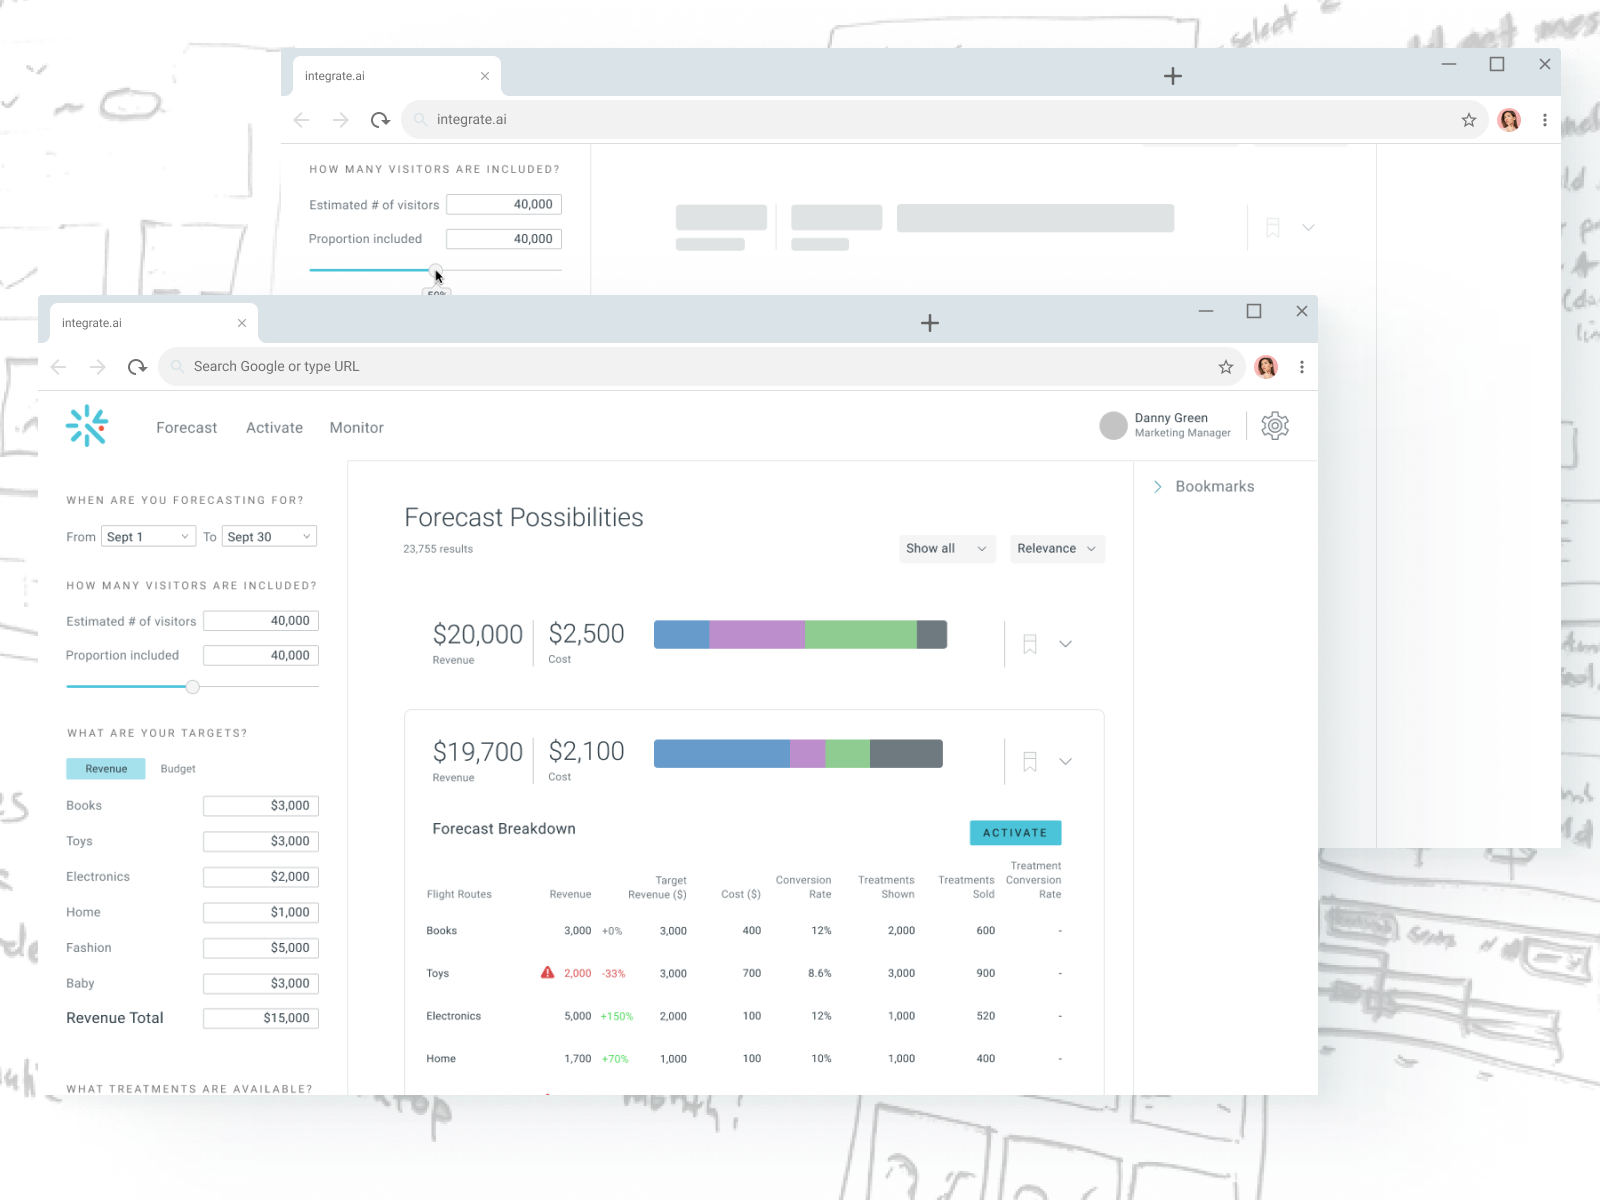 select 2
get mes
integrate.ai
integrate.ai
HOW MANY VISITORS ARE INCLUDED?
Estimated # of visitors 40,000
Proportion included 40,000
50%
integrate.ai
Search Google or type URL
Forecast Activate Monitor
Danny Green
Marketing Manager
WHEN ARE YOU FORECASTING FOR?
From Sept 1 To Sept 30
HOW MANY VISITORS ARE INCLUDED?
Estimated # of visitors 40,000
Proportion included 40,000
WHAT ARE YOUR TARGETS?
Revenue Budget
Books $3,000
Toys $3,000
Electronics $2,000
Home $1,000
Fashion $5,000
Baby $3,000
Revenue Total $15,000
WHAT TREATMENTS ARE AVAILABLE?
Forecast Possibilities
23,755 results
Show all Relevance
$20,000 $2,500
Revenue Cost
$19,700 $2,100
Revenue Cost
Forecast Breakdown
ACTIVATE
Flight Routes Revenue Target Revenue ($) Cost ($) Conversion Rate Treatments Shown Treatments Sold Treatment Conversion Rate
Books 3,000 +0% 3,000 400 12% 2,000 600 -
Toys 2,000 -33% 3,000 700 8.6% 3,000 900 -
Electronics 5,000 +150% 2,000 100 12% 1,000 520 -
Home 1,700 +70% 1,000 100 10% 1,000 400 -
Bookmarks